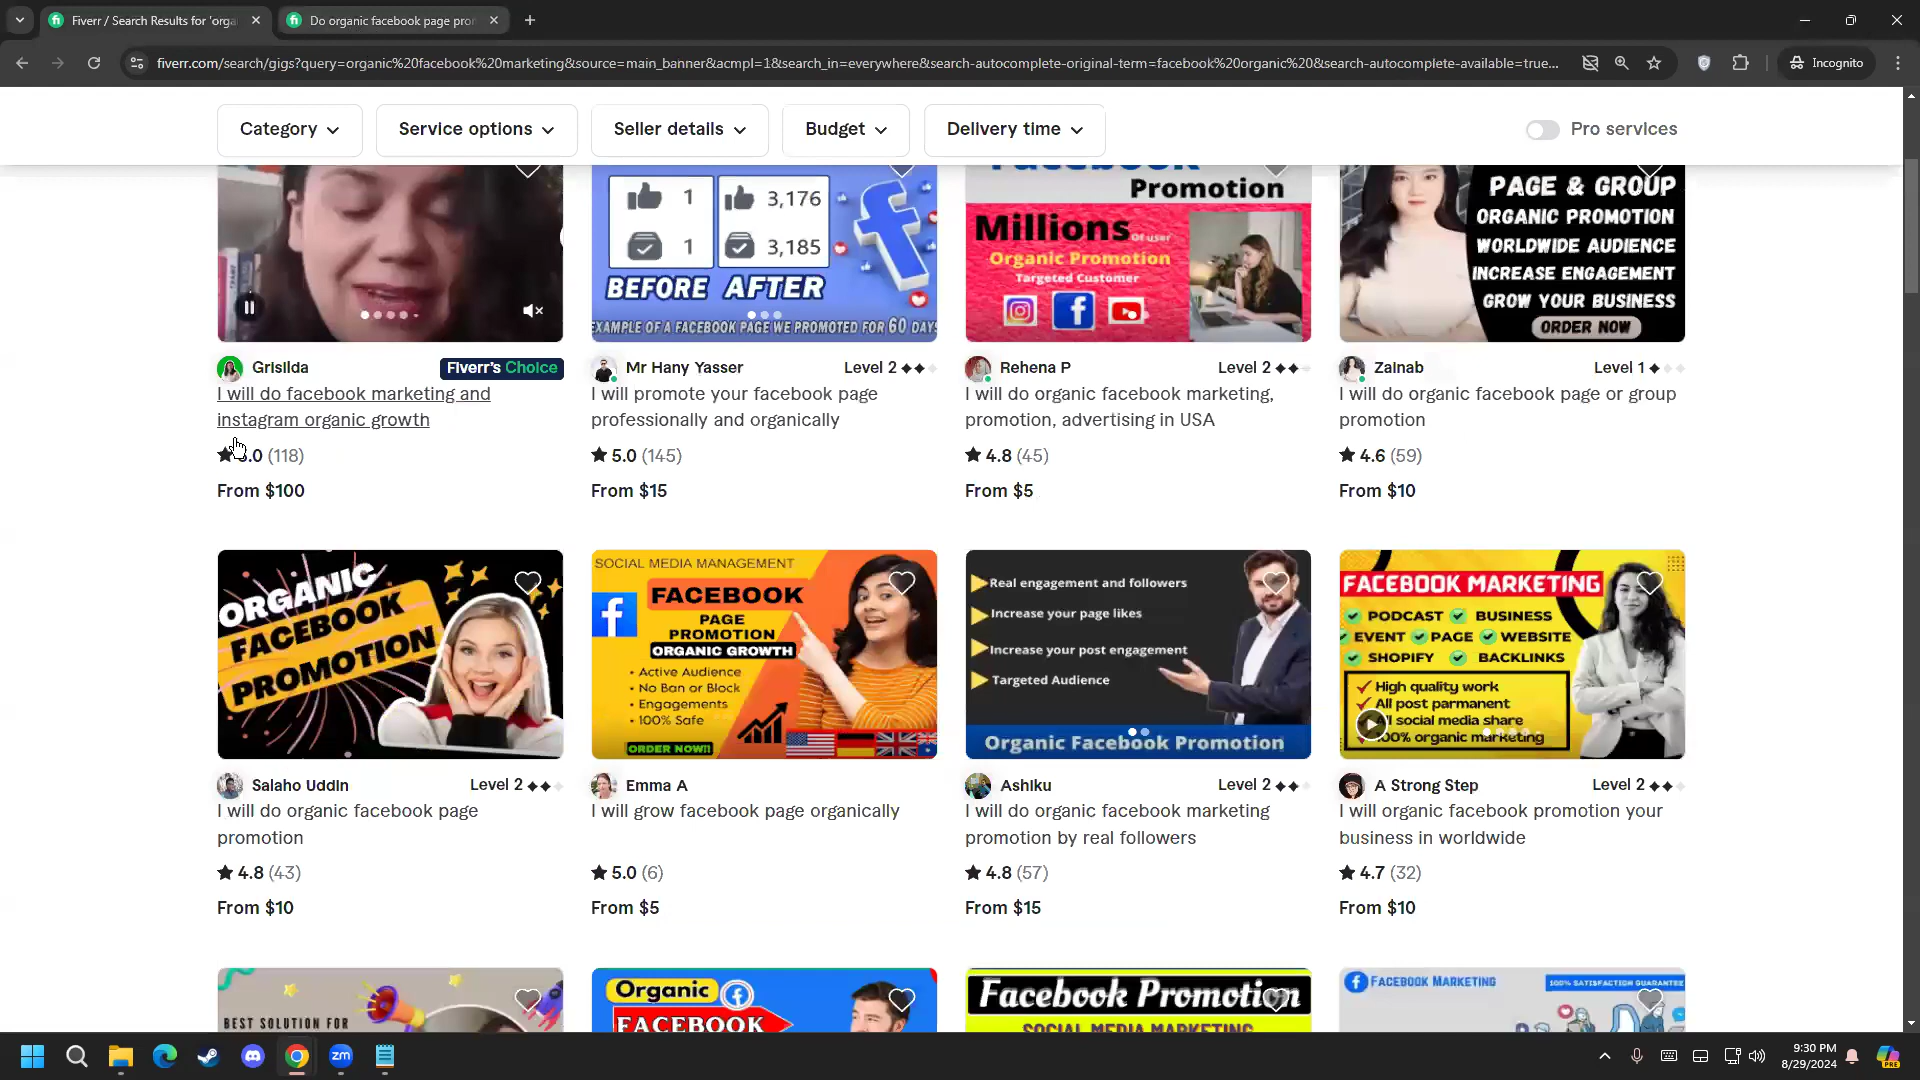 Fiverr / Search Results for 'orga
Do organic facebook page pro
fiverr.com/search/gigs?query=organic%20facebook%20marketing&source=main_banner&acmpl=1&search_in=everywhere&search-autocomplete-original-term=facebook%20organic%20&search-autocomplete-available=true...
Incognito
Category
Service options
Seller details
Budget
Delivery time
Pro services
1
3,176
1
3,185
BEFORE AFTER
EXAMPLE OF A FACEBOOK PAGE WE PROMOTED FOR 60 DAYS
Facebook
Promotion
Millions Of user
Organic Promotion
Targeted Customer
PAGE & GROUP
ORGANIC PROMOTION
WORLDWIDE AUDIENCE
INCREASE ENGAGEMENT
GROW YOUR BUSINESS
ORDER NOW
Grisilda
Fiverr's Choice
Mr Hany Yasser
Level 2
Rehena P
Level 2
Zainab
Level 1
I will do facebook marketing and
instagram organic growth
I will promote your facebook page
professionally and organically
I will do organic facebook marketing,
promotion, advertising in USA
I will do organic facebook page or group
promotion
5.0 (118)
5.0 (145)
4.8 (45)
4.6 (59)
From $100
From $15
From $5
From $10
ORGANIC
FACEBOOK
PROMOTION
SOCIAL MEDIA MANAGEMENT
FACEBOOK
PAGE
PROMOTION
ORGANIC GROWTH
• Active Audience
• No Ban or Block
• Engagements
• 100% Safe
ORDER NOW!!
Real engagement and followers
Increase your page likes
Increase your post engagement
Targeted Audience
Organic Facebook Promotion
FACEBOOK MARKETING
PODCAST
BUSINESS
EVENT
PAGE
WEBSITE
SHOPIFY
BACKLINKS
High quality work
All post parmanent
All social media share
100% organic marketing
Salaho Uddin
Level 2
Emma A
Ashiku
Level 2
A Strong Step
Level 2
I will do organic facebook page
promotion
I will grow facebook page organically
I will do organic facebook marketing
promotion by real followers
I will organic facebook promotion your
business in worldwide
4.8 (43)
5.0 (6)
4.8 (57)
4.7 (32)
From $10
From $5
From $15
From $10
BEST SOLUTION FOR
Organic
FACEBOOK
Facebook Promotion
SOCIAL MEDIA MARKETING
FACEBOOK MARKETING
100% SATISFACTION GUARANTEE
zm
9:30 PM
8/29/2024
PRE